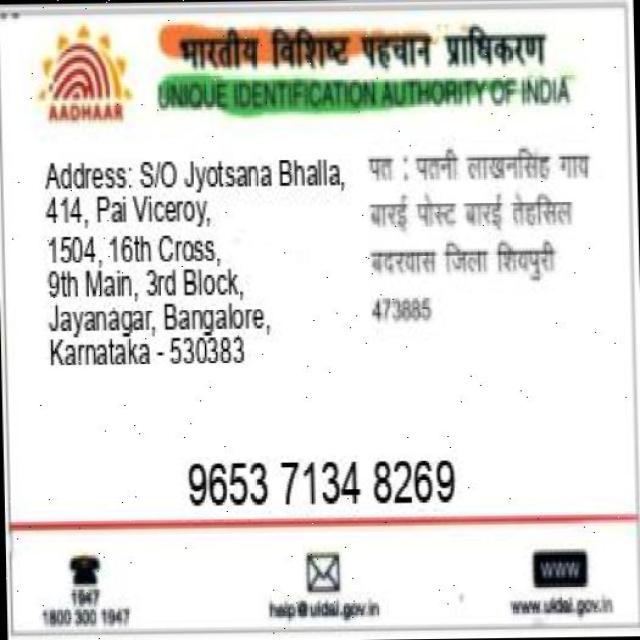 भारतीय विशिष्ट पहचान प्राधिकरण
UNIQUE IDENTIFICATION AUTHORITY OF INDIA
AADHAAR
Address: S/O Jyotsana Bhalla,
414, Pai Viceroy,
1504, 16th Cross,
9th Main, 3rd Block,
Jayanagar, Bangalore,
Karnataka - 530383
पत : पतनी लाखनसिंह गाव
बारई पोस्ट बारई तेहसिल
बदरवास जिला शिवपुरी
473885
9653 7134 8269
1947
1800 300 1947
help@uidai.gov.in
WWW
www.uidai.gov.in